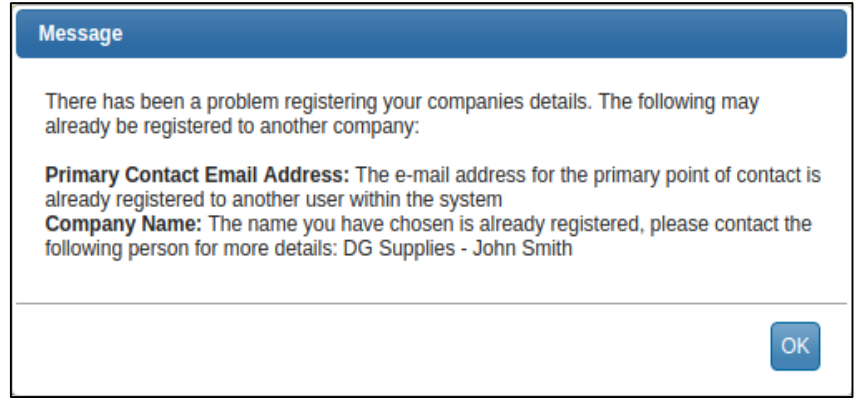 Message
There has been a problem registering your companies details. The following may
already be registered to another company:
Primary Contact Email Address: The e-mail address for the primary point of contact is
already registered to another user within the system
Company Name: The name you have chosen is already registered, please contact the
following person for more details: DG Supplies - John Smith
OK